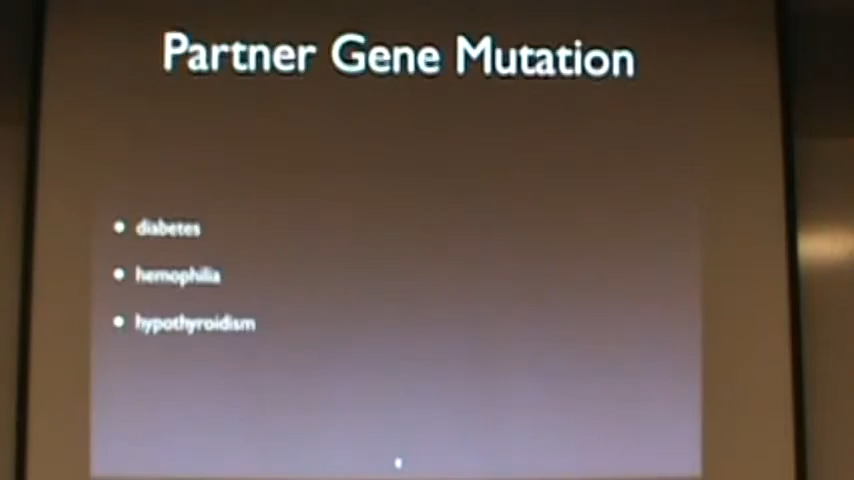 Partner Gene Mutation
• diabetes
• hemophilia
• hypothyroidism